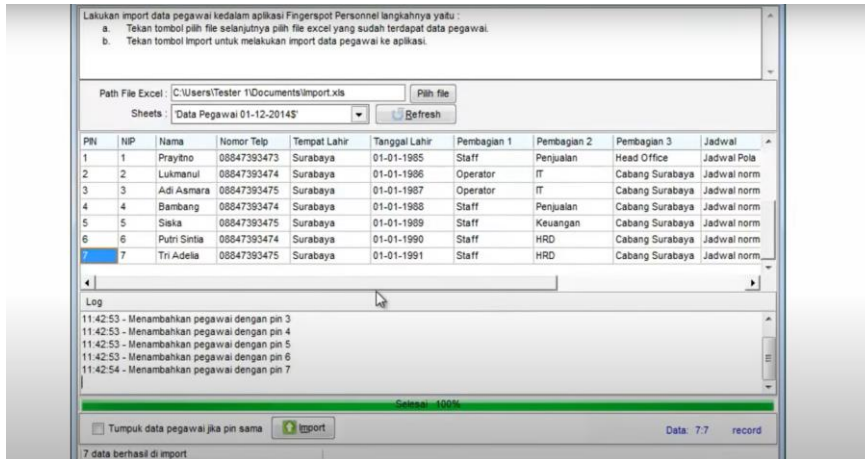 Lakukan import data pegawai kedalam aplikasi Fingerspot Personnel langkahnya yaitu :
a. Tekan tombol pilih file selanjutnya pilih file excel yang sudah terdapat data pegawai.
b. Tekan tombol Import untuk melakukan import data pegawai ke aplikasi.
Path File Excel : C:\Users\Tester 1\Documents\Import.xls Pilih file
Sheets : 'Data Pegawai 01-12-2014$' Refresh
PIN NIP Nama Nomor Telp Tempat Lahir Tanggal Lahir Pembagian 1 Pembagian 2 Pembagian 3 Jadwal
1 1 Prayitno 08847393473 Surabaya 01-01-1985 Staff Penjualan Head Office Jadwal Pola
2 2 Lukmanul 08847393474 Surabaya 01-01-1986 Operator IT Cabang Surabaya Jadwal norm
3 3 Adi Asmara 08847393475 Surabaya 01-01-1987 Operator IT Cabang Surabaya Jadwal norm
4 4 Bambang 08847393474 Surabaya 01-01-1988 Staff Penjualan Cabang Surabaya Jadwal norm
5 5 Siska 08847393475 Surabaya 01-01-1989 Staff Keuangan Cabang Surabaya Jadwal norm
6 6 Putri Sintia 08847393474 Surabaya 01-01-1990 Staff HRD Cabang Surabaya Jadwal norm
7 7 Tri Adelia 08847393475 Surabaya 01-01-1991 Staff HRD Cabang Surabaya Jadwal norm
Log
11:42:53 - Menambahkan pegawai dengan pin 3
11:42:53 - Menambahkan pegawai dengan pin 4
11:42:53 - Menambahkan pegawai dengan pin 5
11:42:53 - Menambahkan pegawai dengan pin 6
11:42:54 - Menambahkan pegawai dengan pin 7
Selesai 100%
Tumpuk data pegawai jika pin sama Import Data: 7:7 record
7 data berhasil di import